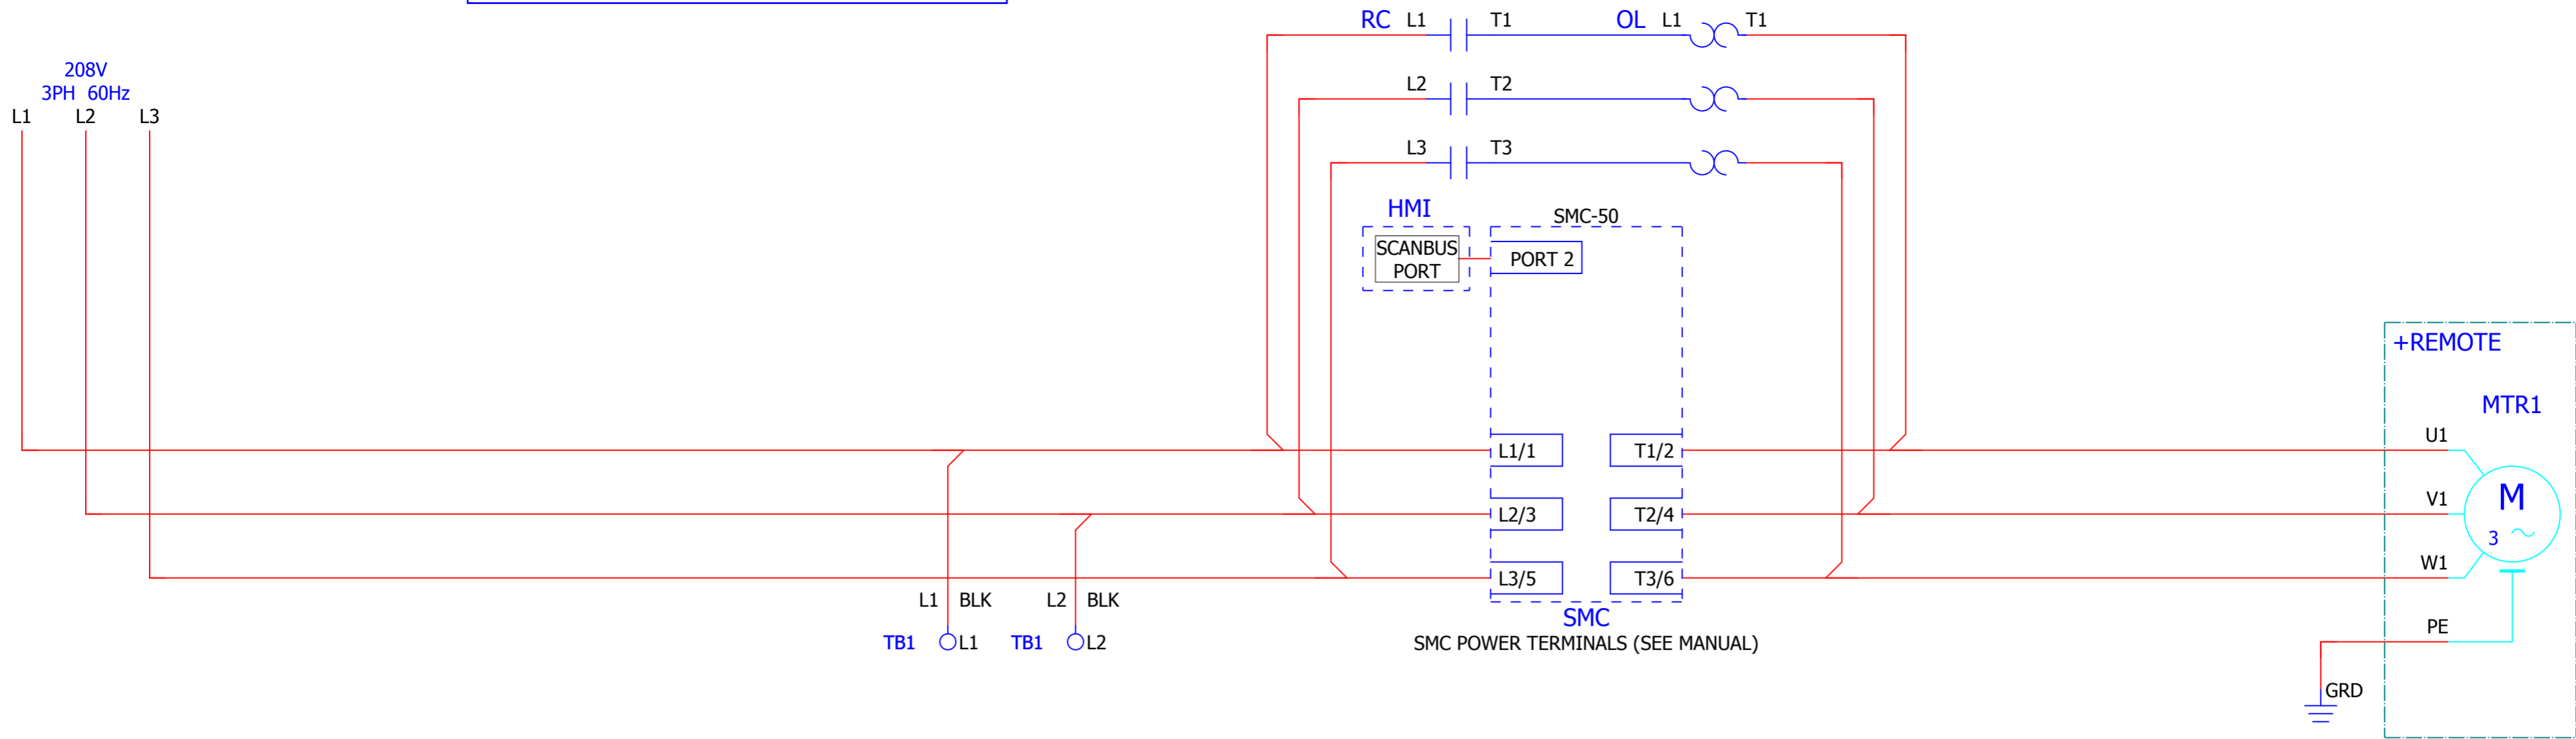 RC L1 T1 OL L1 T1
208V
3PH 60Hz
L1 L2 L3
L2 T2
L3 T3
HMI
SMC-50
SCANBUS
PORT
PORT 2
+REMOTE
MTR1
L1/1 T1/2 U1
L2/3 T2/4 V1
M
3
L3/5 T3/6 W1
L1 BLK L2 BLK
SMC
TB1 L1 TB1 L2
SMC POWER TERMINALS (SEE MANUAL)
PE
GRD